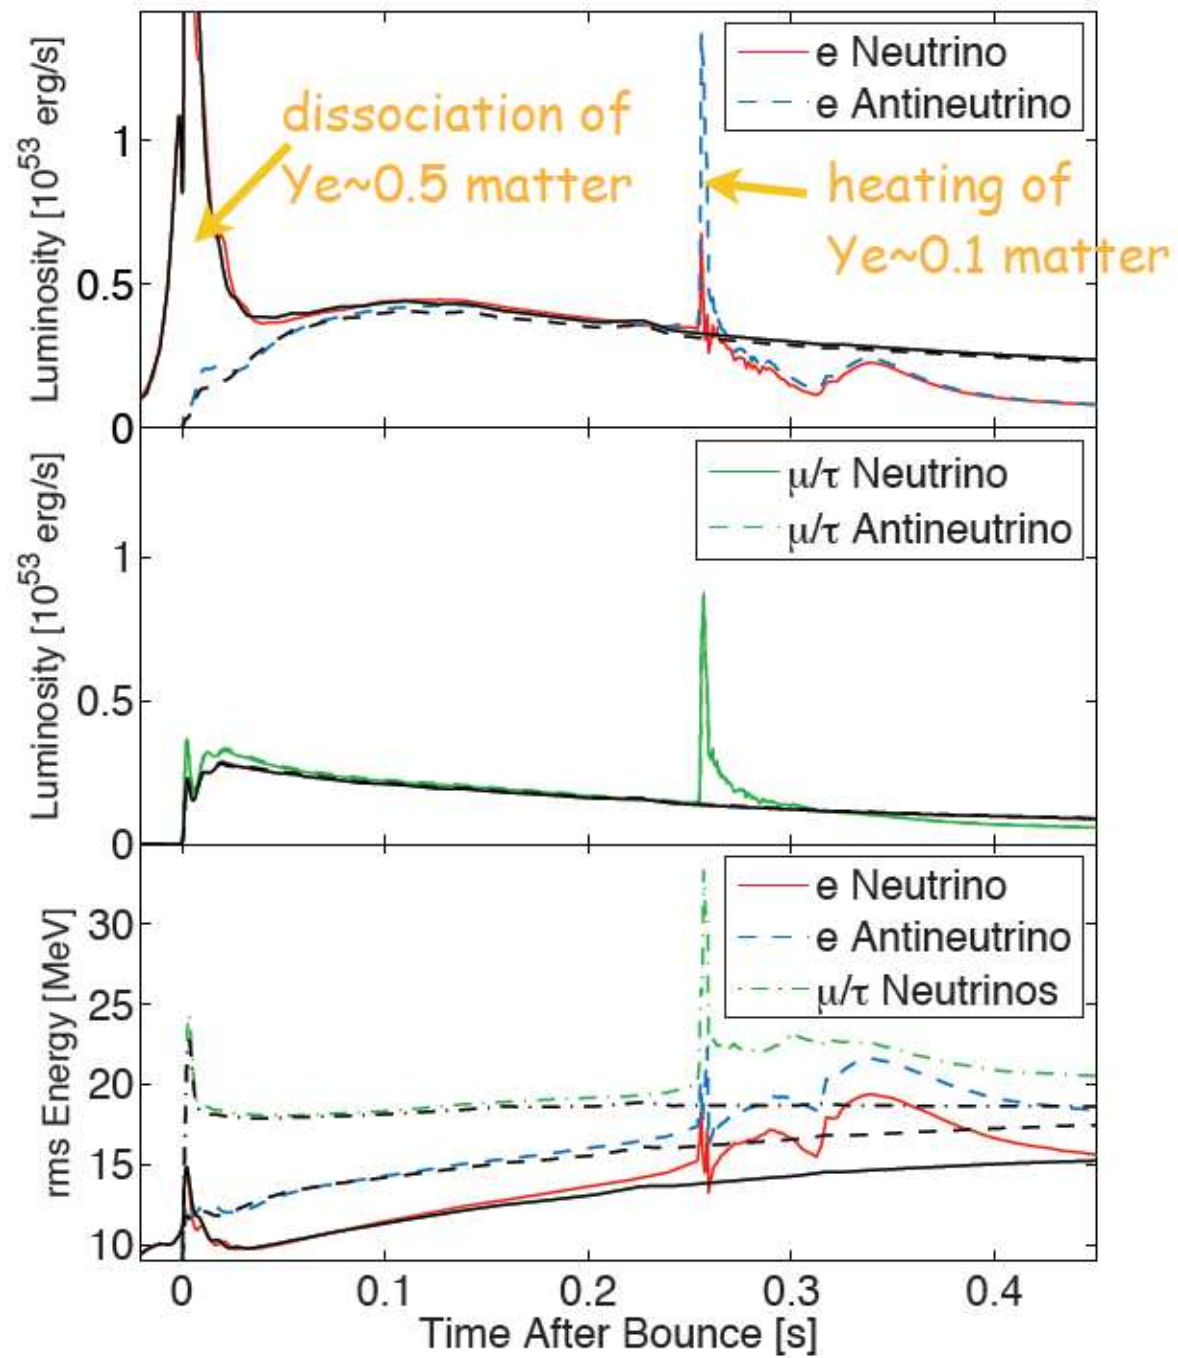 Luminosity [10^53 erg/s]
1
0.5
0
e Neutrino
e Antineutrino
dissociation of
Ye~0.5 matter
heating of
Ye~0.1 matter
Luminosity [10^53 erg/s]
1
0.5
0
μ/τ Neutrino
μ/τ Antineutrino
rms Energy [MeV]
30
25
20
15
10
e Neutrino
e Antineutrino
μ/τ Neutrinos
0 0.1 0.2 0.3 0.4
Time After Bounce [s]